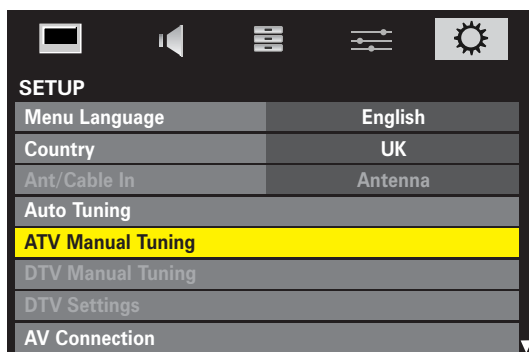 SETUP
Menu Language English
Country UK
Ant/Cable In Antenna
Auto Tuning
ATV Manual Tuning
DTV Manual Tuning
DTV Settings
AV Connection